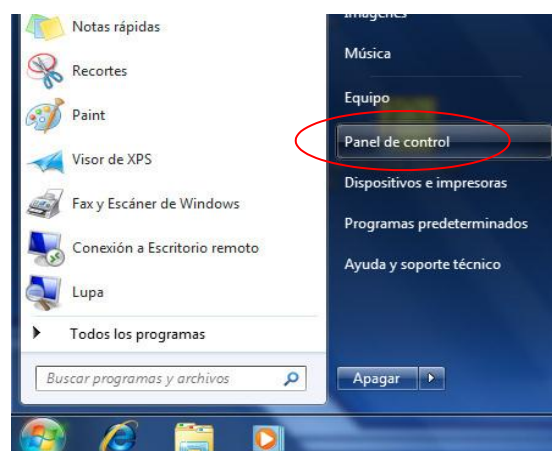 Notas rápidas
Recortes
Paint
Visor de XPS
Fax y Escáner de Windows
Conexión a Escritorio remoto
Lupa
Todos los programas
Buscar programas y archivos
Imágenes
Música
Equipo
Panel de control
Dispositivos e impresoras
Programas predeterminados
Ayuda y soporte técnico
Apagar